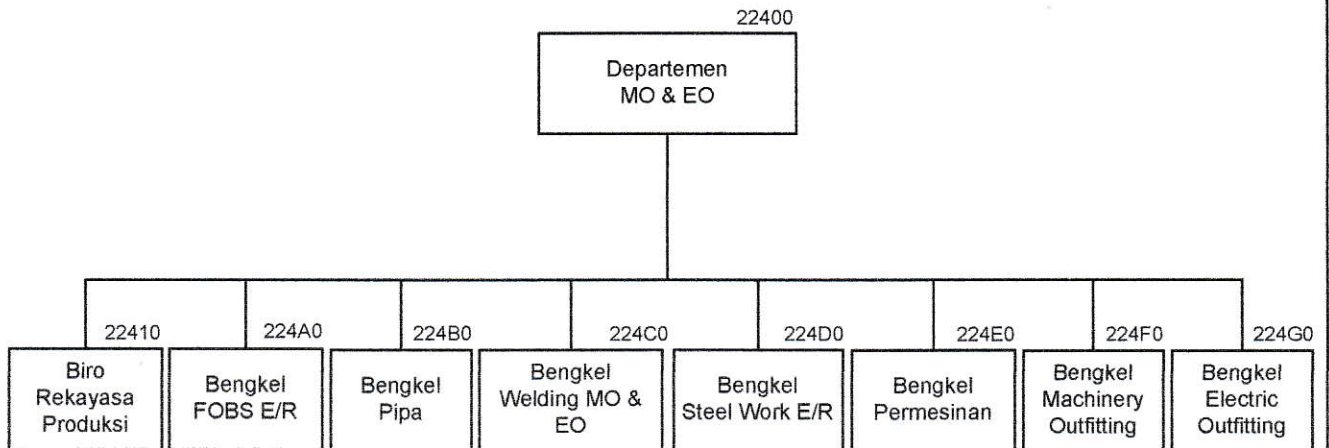 22400
Departemen
MO & EO
22410
Biro
Rekayasa
Produksi
224A0
Bengkel
FOBS E/R
224B0
Bengkel
Pipa
224C0
Bengkel
Welding MO &
EO
224D0
Bengkel
Steel Work E/R
224E0
Bengkel
Permesinan
224F0
Bengkel
Machinery
Outfitting
224G0
Bengkel
Electric
Outfitting